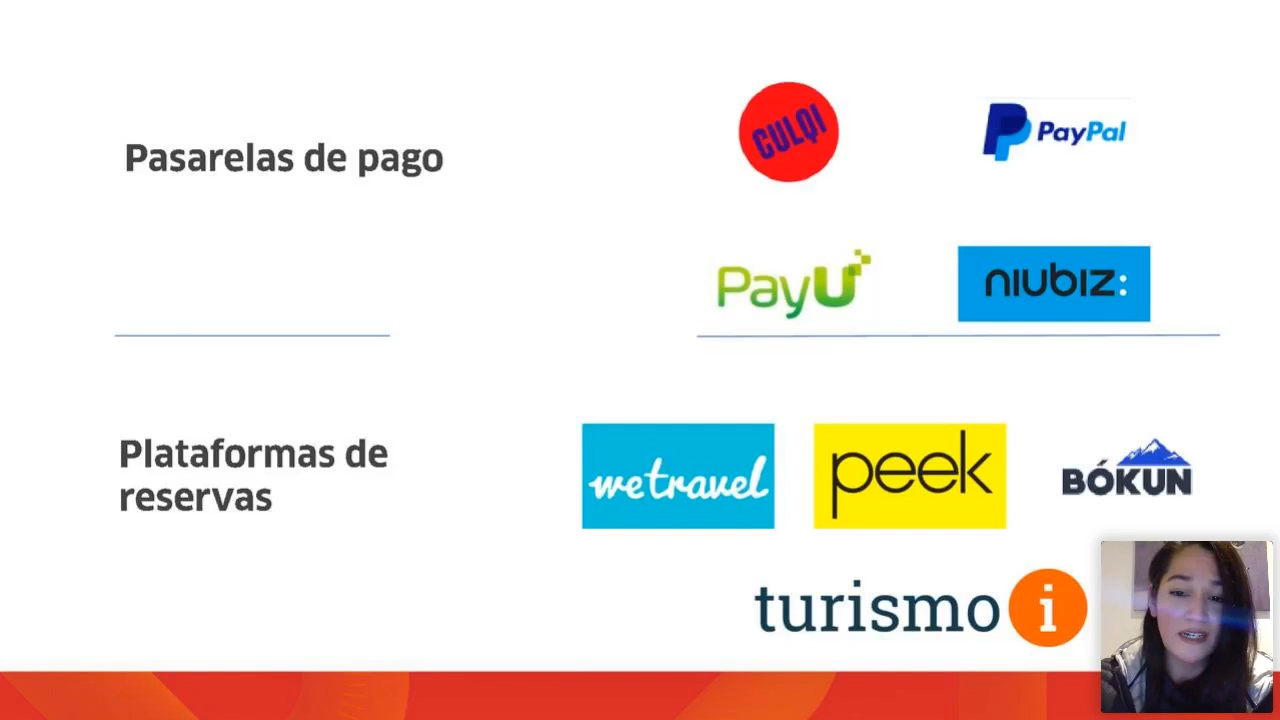 Pasarelas de pago
CULQI
PayPal
PayU
niubiz:
Plataformas de
reservas
wetravel
peek
BÓKUN
turismo i